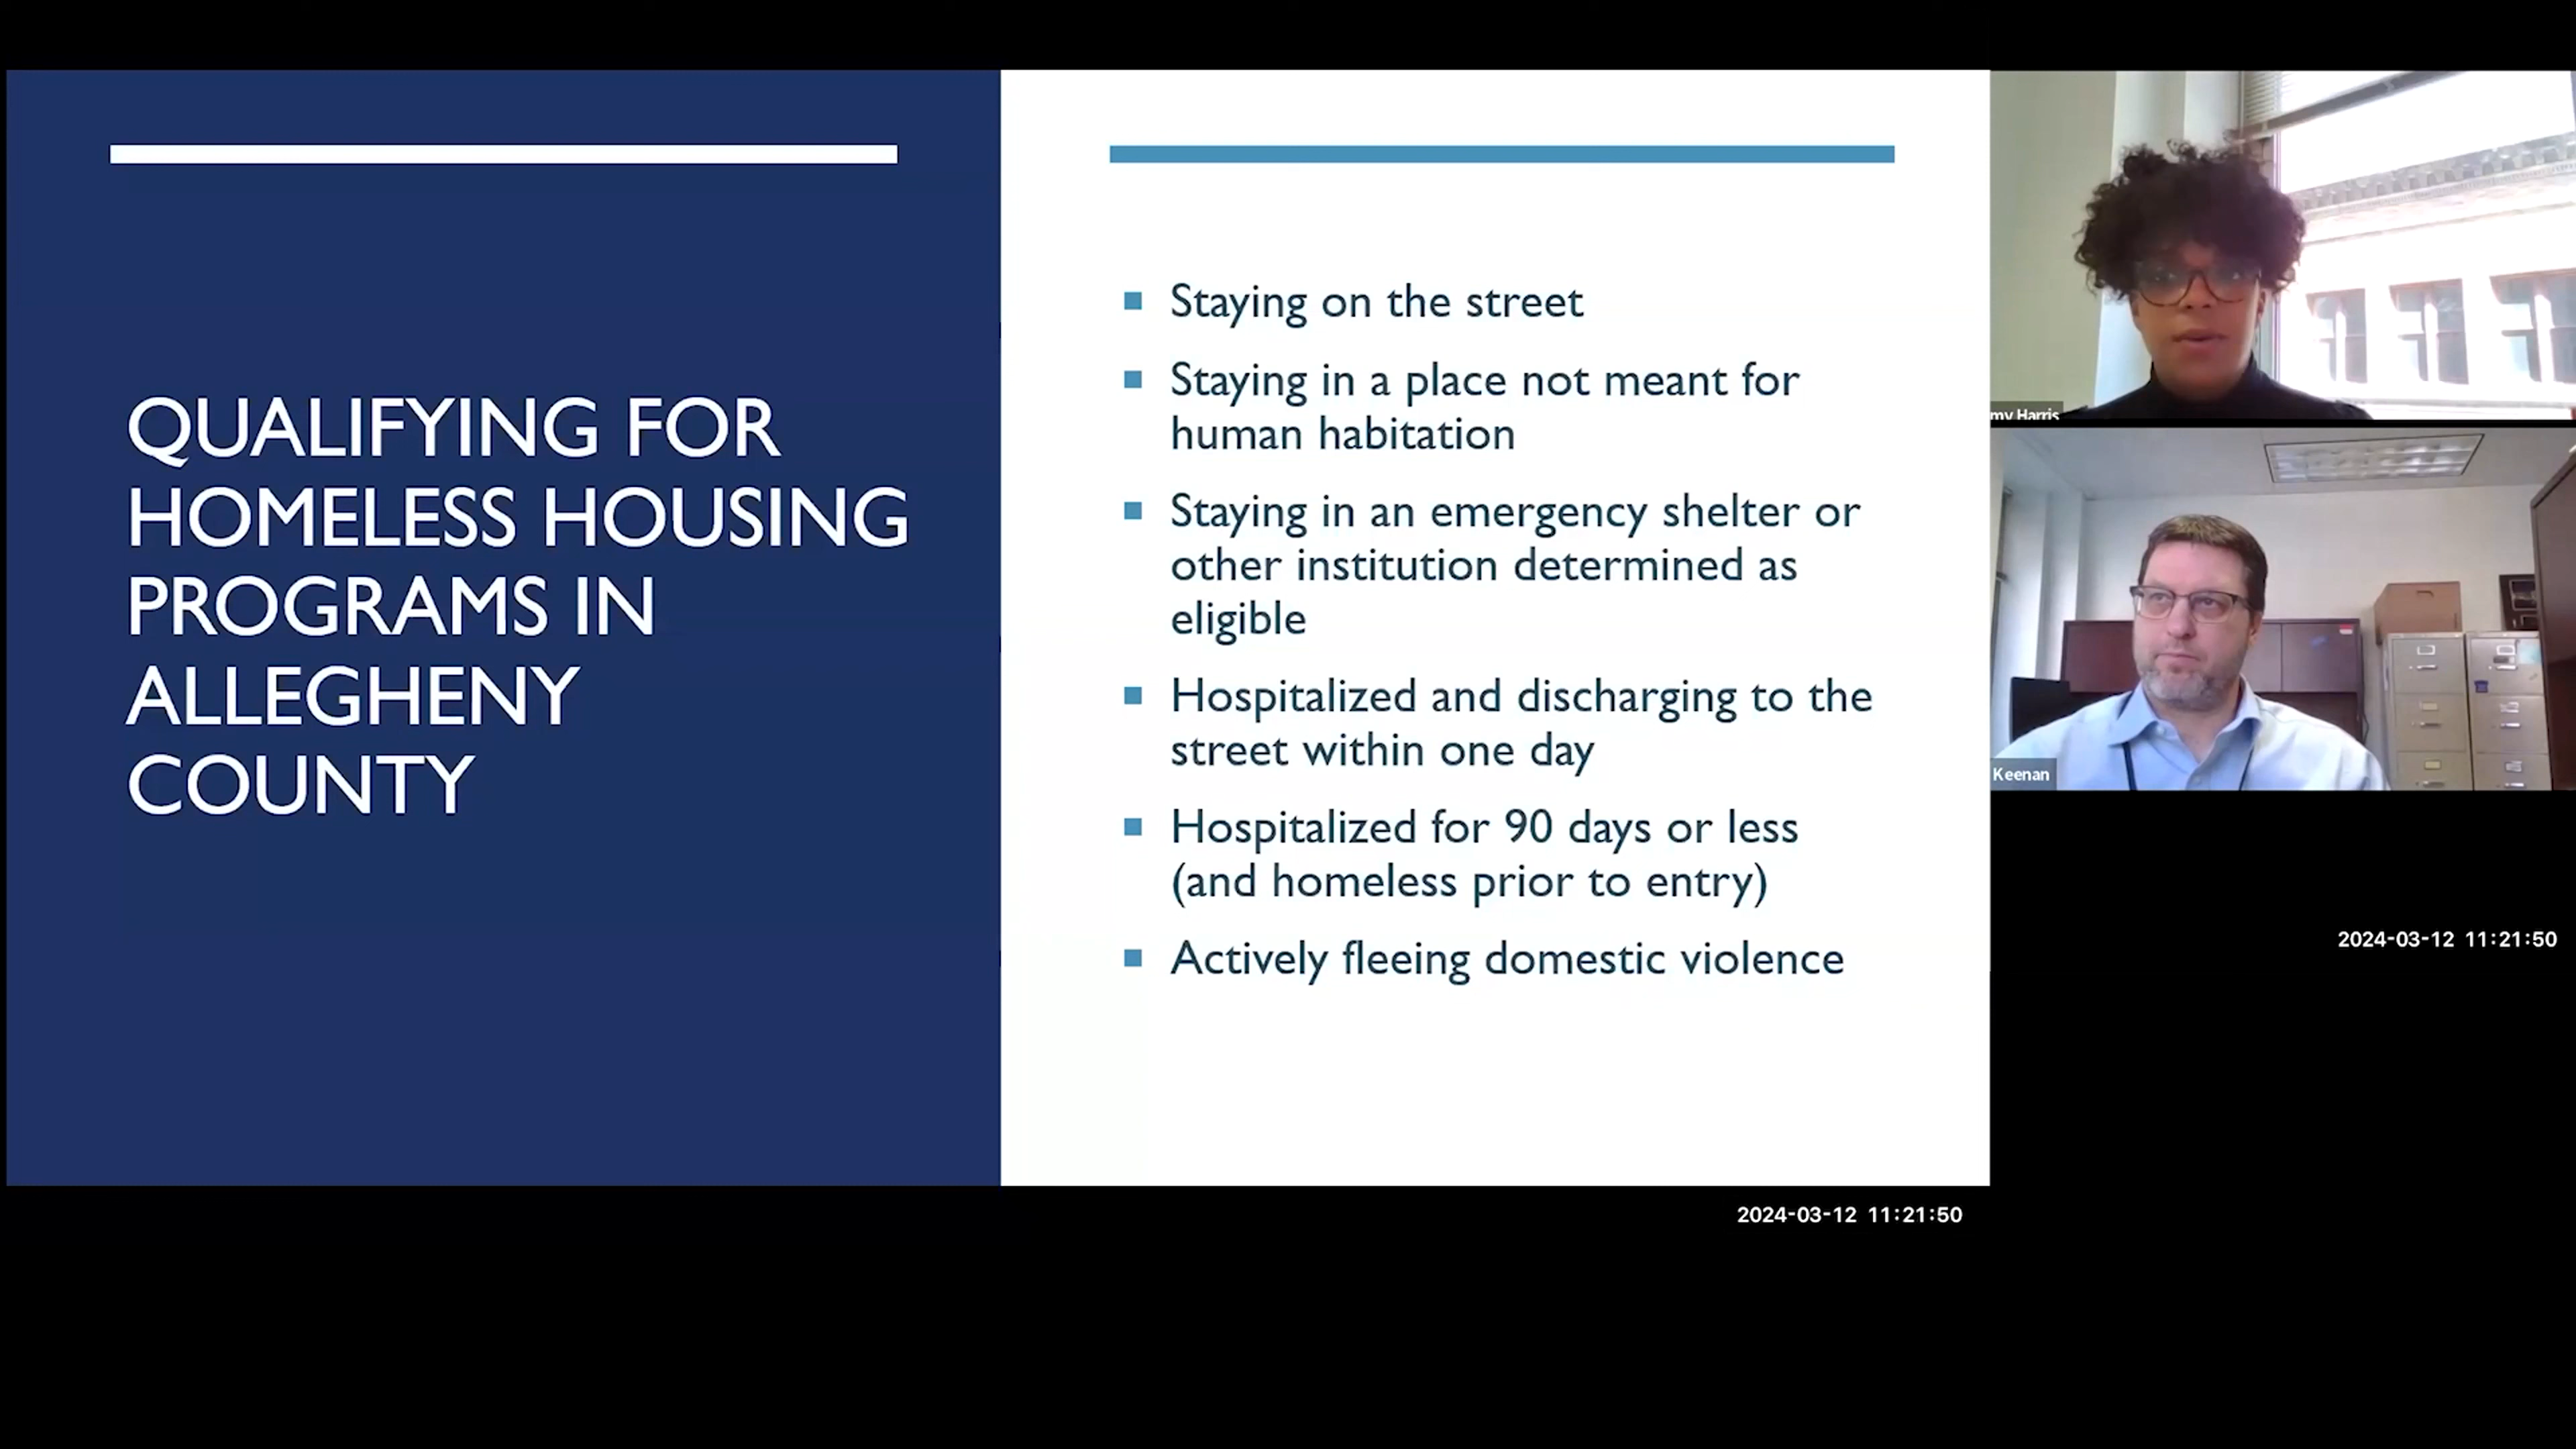 QUALIFYING FOR
HOMELESS HOUSING
PROGRAMS IN
ALLEGHENY
COUNTY
Staying on the street
Staying in a place not meant for
human habitation
Staying in an emergency shelter or
other institution determined as
eligible
Hospitalized and discharging to the
street within one day
Hospitalized for 90 days or less
(and homeless prior to entry)
Actively fleeing domestic violence
my Harris
Keenan
2024-03-12 11:21:50
2024-03-12 11:21:50